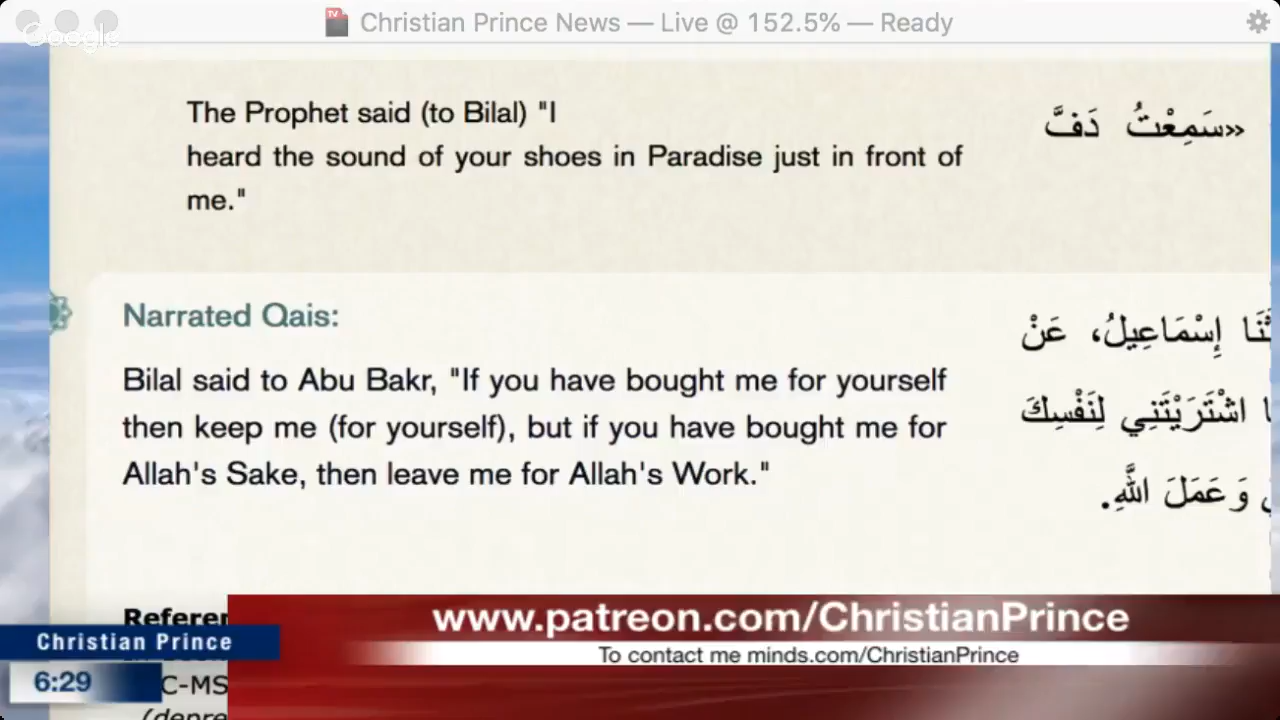 Christian Prince News — Live @ 152.5% — Ready
Google
The Prophet said (to Bilal) "I
heard the sound of your shoes in Paradise just in front of
me."
«سَمِعْتُ دَفَّ
Narrated Qais:
Bilal said to Abu Bakr, "If you have bought me for yourself
then keep me (for yourself), but if you have bought me for
Allah's Sake, then leave me for Allah's Work."
إِسْمَاعِيلُ، عَنْ
اشْتَرَيْتَنِي لِنَفْسِكَ
وَعَمَلَ اللَّهِ.
Refere
www.patreon.com/ChristianPrince
Christian Prince
To contact me minds.com/ChristianPrince
6:29
C-MS
(depre